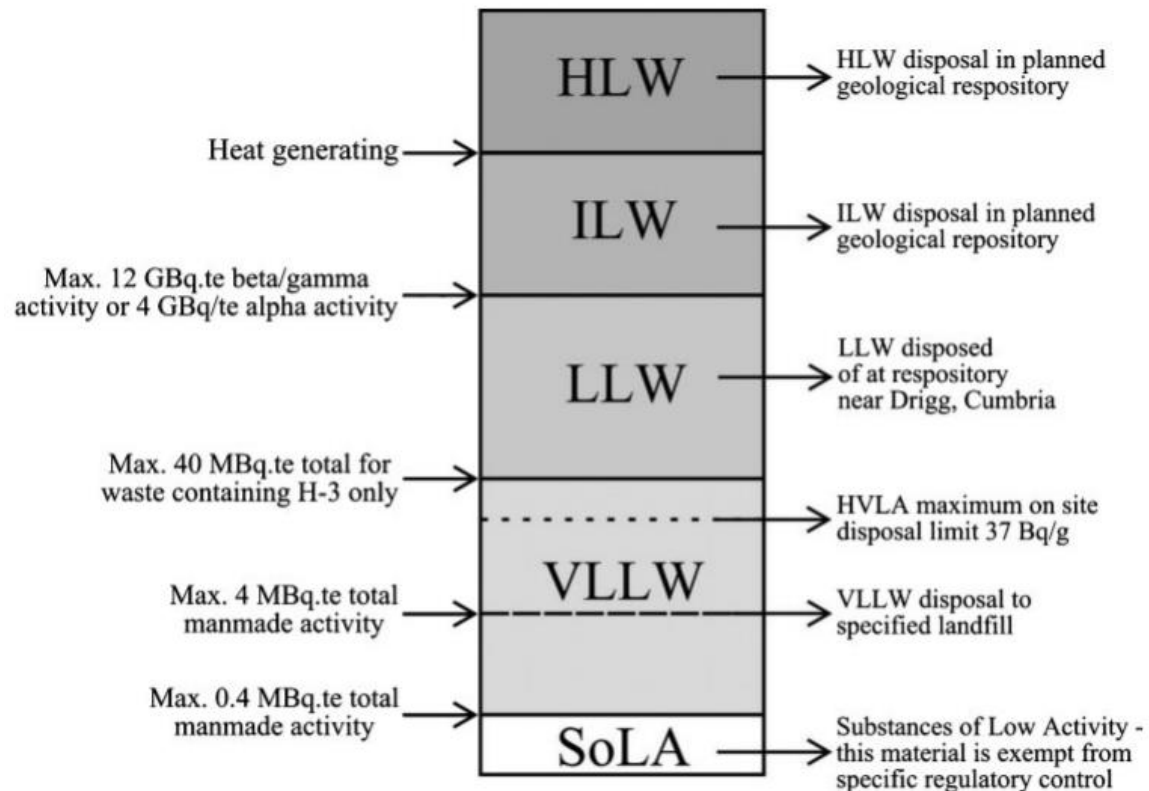 HLW
HLW disposal in planned
geological respository
Heat generating
ILW
ILW disposal in planned
geological repository
Max. 12 GBq.te beta/gamma
activity or 4 GBq/te alpha activity
LLW
LLW disposed
of at respository
near Drigg, Cumbria
Max. 40 MBq.te total for
waste containing H-3 only
HVLA maximum on site
disposal limit 37 Bq/g
VLLW
Max. 4 MBq.te total
manmade activity
VLLW disposal to
specified landfill
Max. 0.4 MBq.te total
manmade activity
SoLA
Substances of Low Activity -
this material is exempt from
specific regulatory control